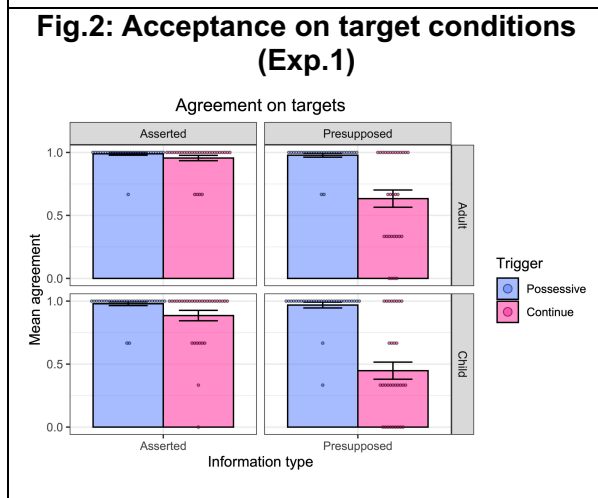 Fig.2: Acceptance on target conditions
(Exp.1)
Agreement on targets
Asserted
Presupposed
1.0
0.5
0.0
Adult
1.0
0.5
0.0
Child
Mean agreement
Asserted
Presupposed
Information type
Trigger
Possessive
Continue